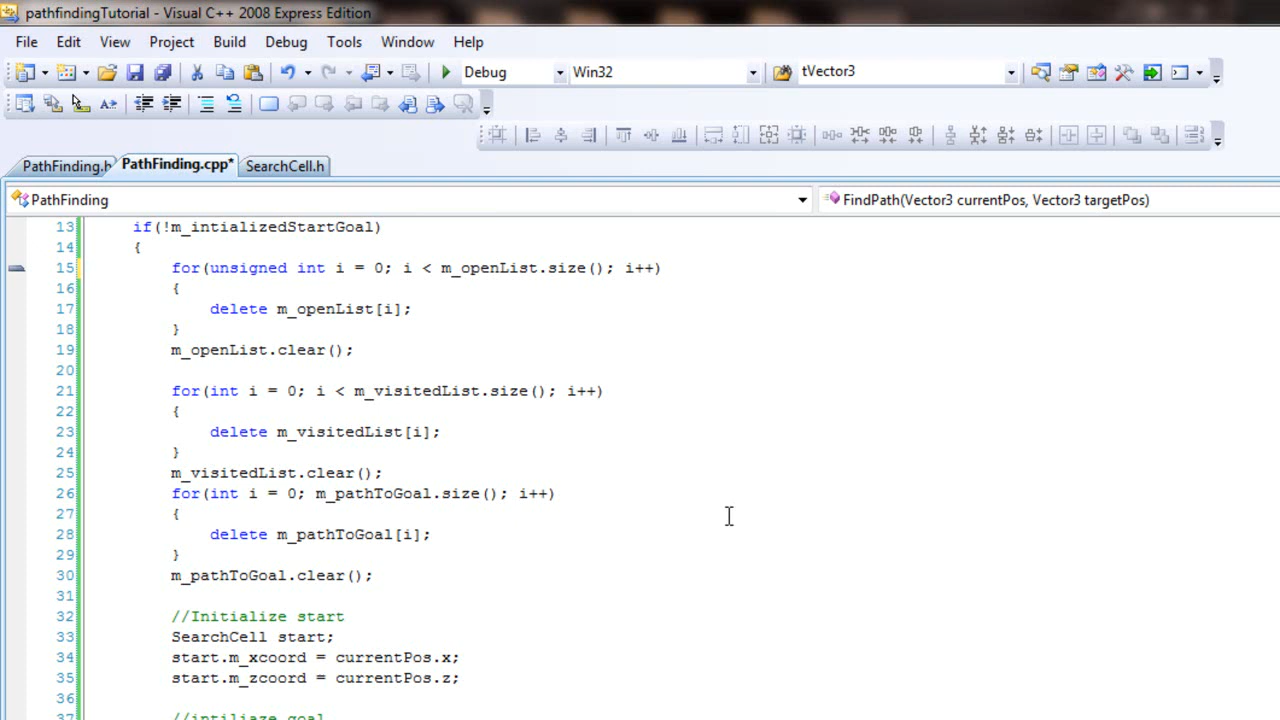 pathfindingTutorial - Visual C++ 2008 Express Edition
File Edit View Project Build Debug Tools Window Help
Debug Win32 tVector3
PathFinding.h PathFinding.cpp* SearchCell.h
PathFinding FindPath(Vector3 currentPos, Vector3 targetPos)
13 if(!m_intializedStartGoal)
14 {
15 for(unsigned int i = 0; i < m_openList.size(); i++)
16 {
17 delete m_openList[i];
18 }
19 m_openList.clear();
20
21 for(int i = 0; i < m_visitedList.size(); i++)
22 {
23 delete m_visitedList[i];
24 }
25 m_visitedList.clear();
26 for(int i = 0; m_pathToGoal.size(); i++)
27 {
28 delete m_pathToGoal[i];
29 }
30 m_pathToGoal.clear();
31
32 //Initialize start
33 SearchCell start;
34 start.m_xcoord = currentPos.x;
35 start.m_zcoord = currentPos.z;
36
37 //intiliaze goal